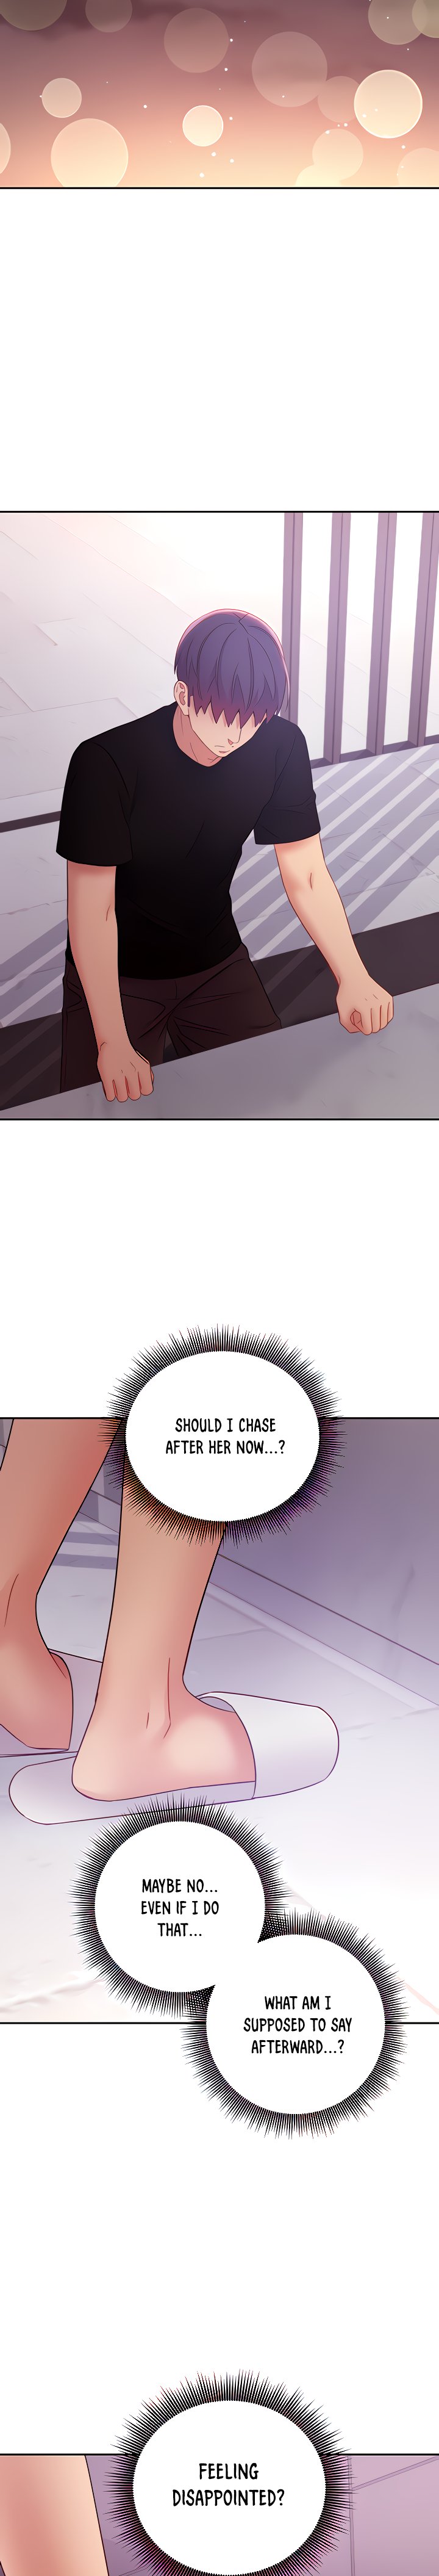 SHOULD I CHASE
AFTER HER NOW...?
MAYBE NO...
EVEN IF I DO
THAT...
WHAT AM I
SUPPOSED TO SAY
AFTERWARD...?
FEELING
DISAPPOINTED?